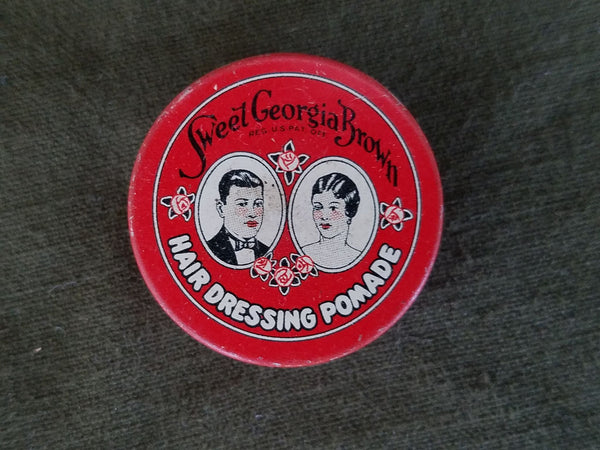 Sweet Georgia Brown
REG. U.S. PAT. OFF.
HAIR DRESSING POMADE